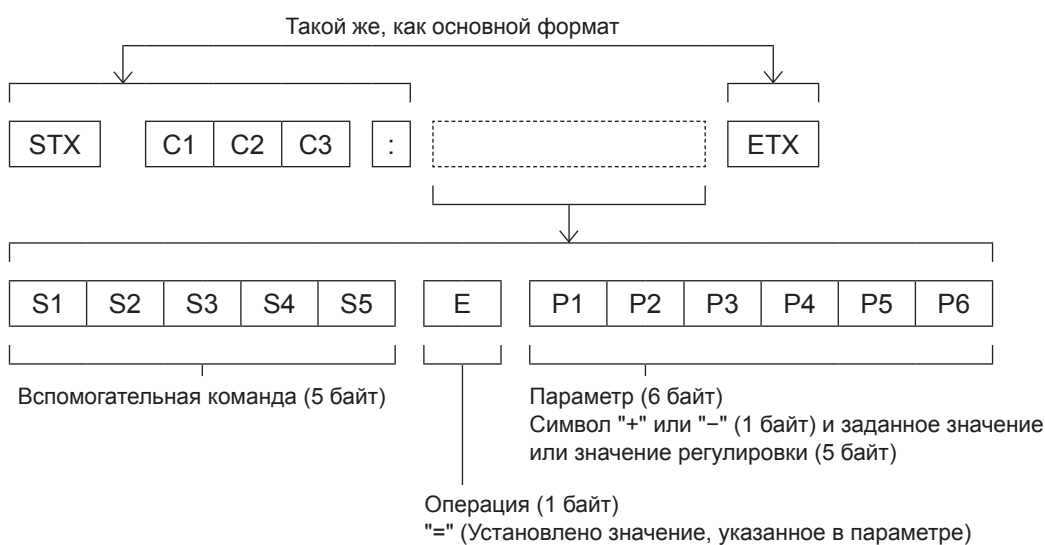 Такой же, как основной формат
STX C1 C2 C3 : ETX
S1 S2 S3 S4 S5 E P1 P2 P3 P4 P5 P6
Вспомогательная команда (5 байт)
Параметр (6 байт)
Символ "+" или "−" (1 байт) и заданное значение
или значение регулировки (5 байт)
Операция (1 байт)
"=" (Установлено значение, указанное в параметре)